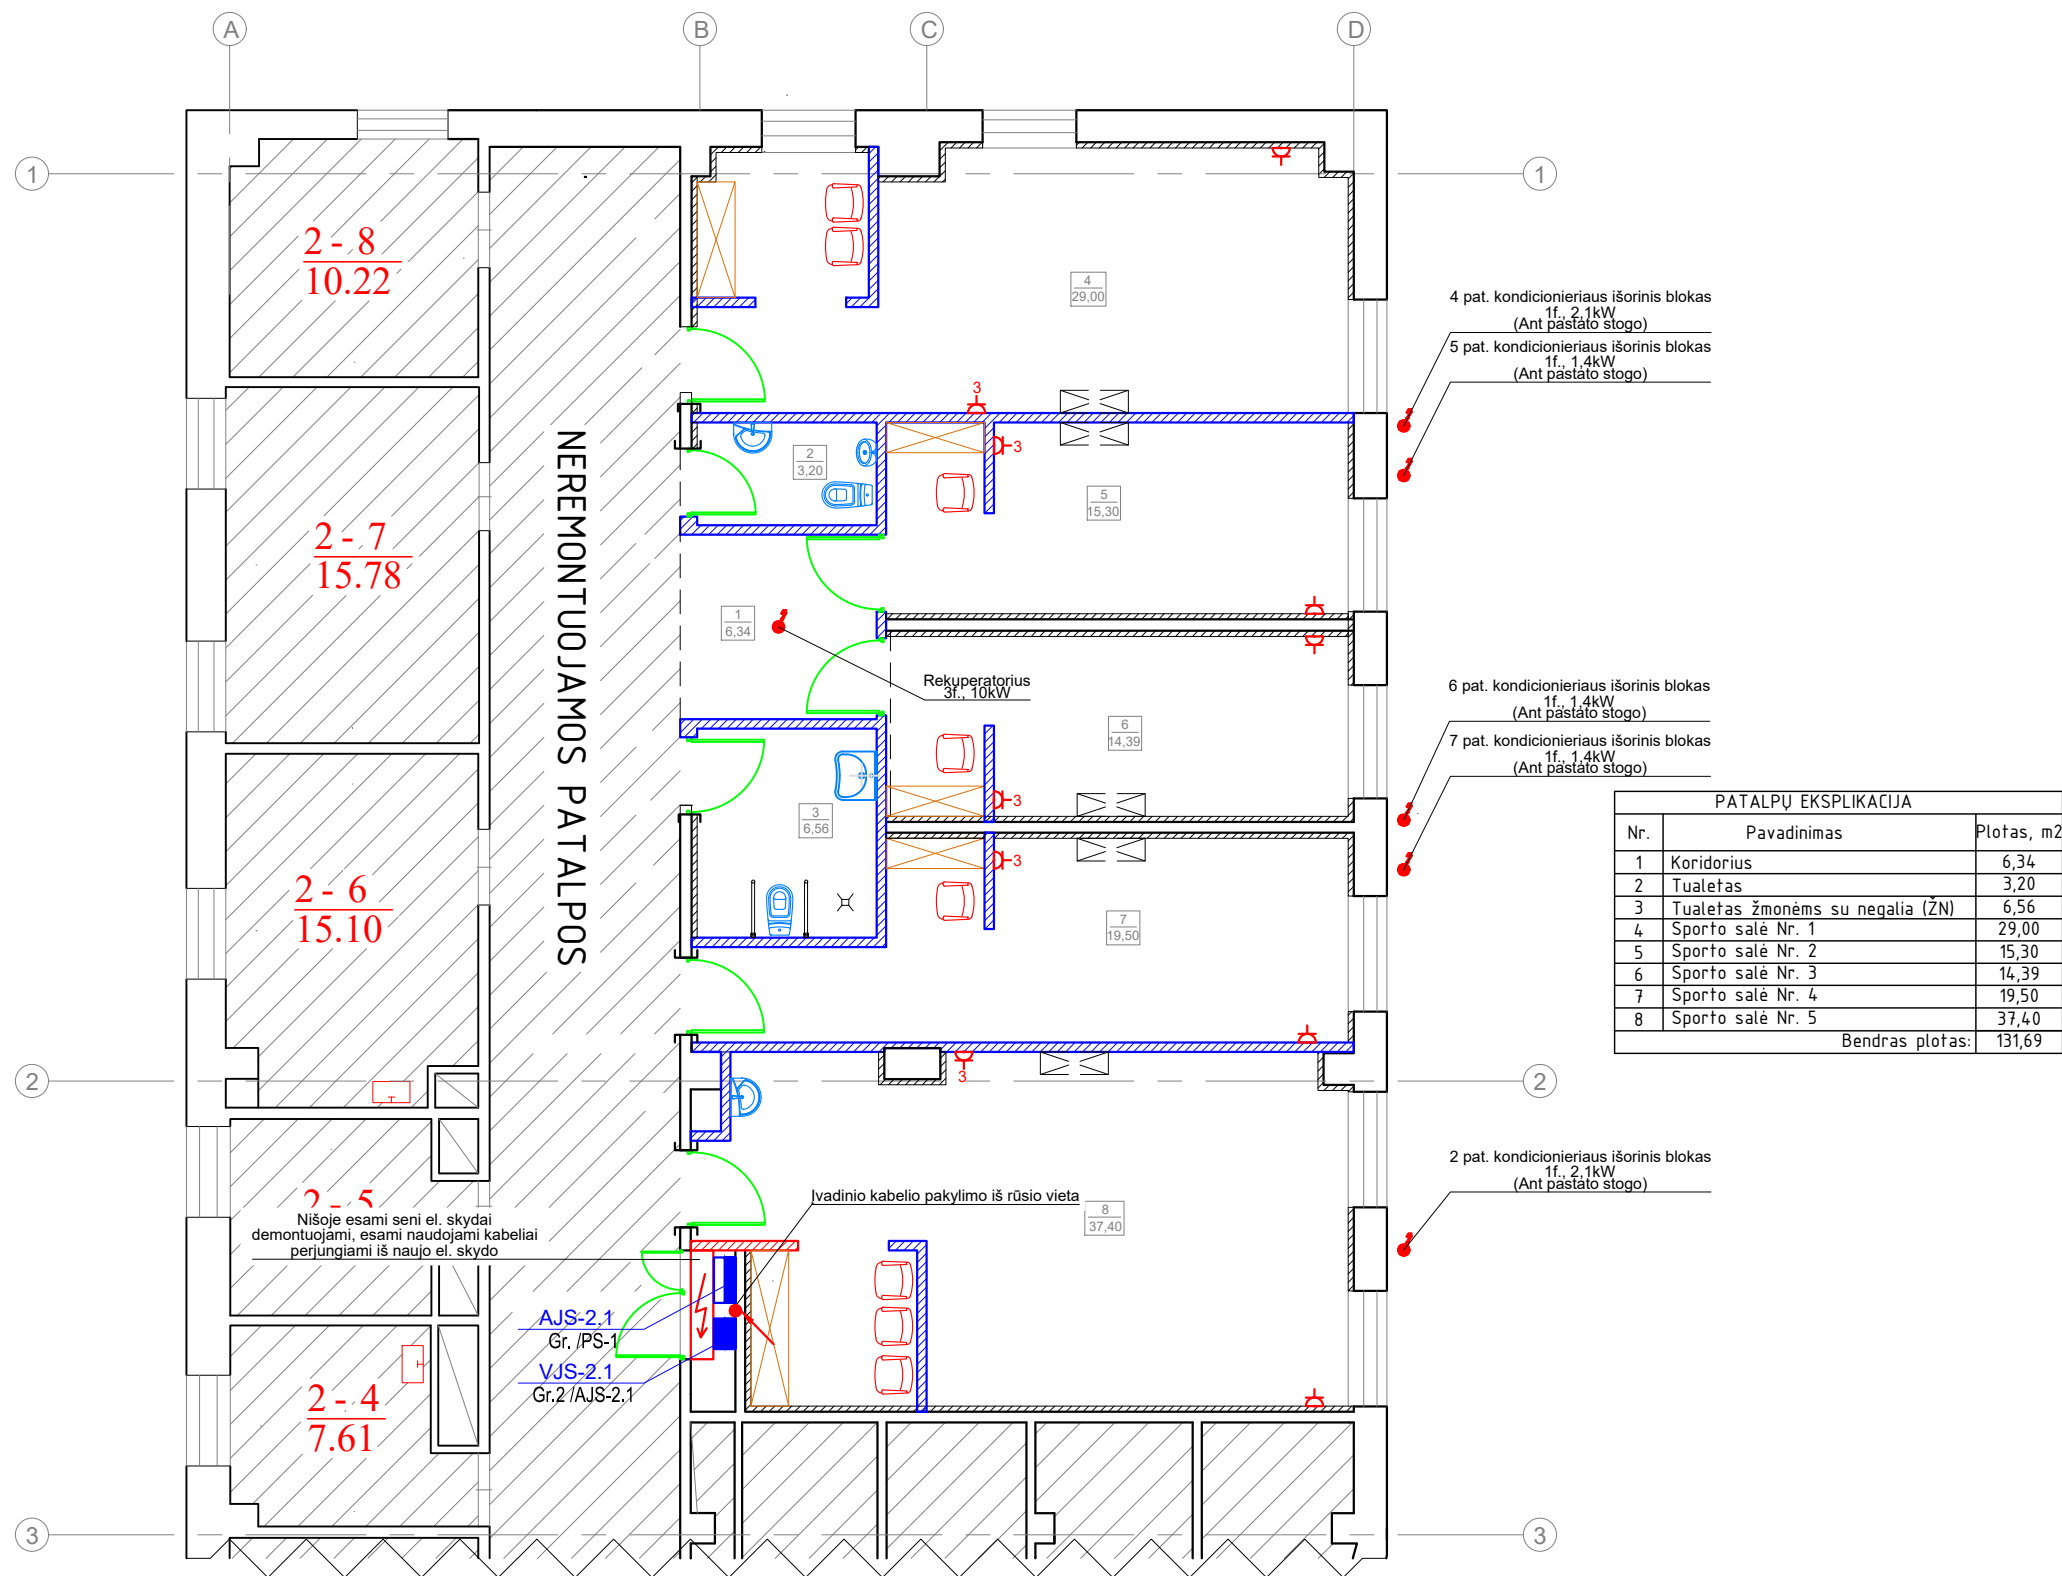 A
B
C
D
1
1
2 - 8
10.22
4
29,00
4 pat. kondicionieriaus išorinis blokas
1f., 2,1kW
(Ant pastato stogo)
5 pat. kondicionieriaus išorinis blokas
1f., 1,4kW
(Ant pastato stogo)
3
3
2
3,20
5
15,30
2 - 7
15.78
NEREMONTUOJAMOS PATALPOS
1
6,34
Rekuperatorius
3f., 10kW
6
14,39
6 pat. kondicionieriaus išorinis blokas
1f., 1,4kW
(Ant pastato stogo)
7 pat. kondicionieriaus išorinis blokas
1f., 1,4kW
(Ant pastato stogo)
3
3
6,56
3
2 - 6
15.10
7
19,50
PATALPŲ EKSPLIKACIJA
Nr. Pavadinimas Plotas, m2
1 Koridorius 6,34
2 Tualetas 3,20
3 Tualetas žmonėms su negalia (ŽN) 6,56
4 Sporto salė Nr. 1 29,00
5 Sporto salė Nr. 2 15,30
6 Sporto salė Nr. 3 14,39
7 Sporto salė Nr. 4 19,50
8 Sporto salė Nr. 5 37,40
Bendras plotas: 131,69
2
3
2
2 - 5
Nišoje esami seni el. skydai
demontuojami, esami naudojami kabeliai
perjungiami iš naujo el. skydo
Įvadinio kabelio pakylimo iš rūsio vieta
8
37,40
2 pat. kondicionieriaus išorinis blokas
1f., 2,1kW
(Ant pastato stogo)
AJS-2.1
Gr. /PS-1
VJS-2.1
Gr.2 /AJS-2.1
2 - 4
7.61
3
3